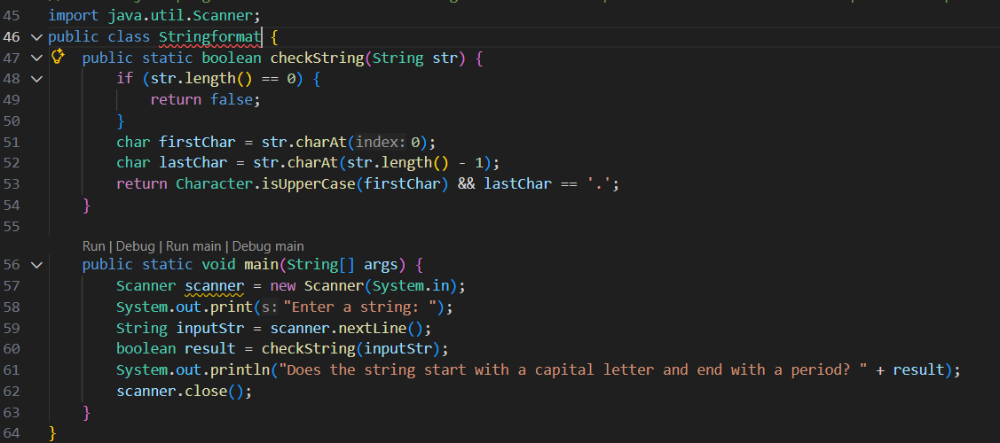 45 import java.util.Scanner;
46 public class Stringformat {
47 public static boolean checkString(String str) {
48 if (str.length() == 0) {
49 return false;
50 }
51 char firstChar = str.charAt(index: 0);
52 char lastChar = str.charAt(str.length() - 1);
53 return Character.isUpperCase(firstChar) && lastChar == '.';
54 }
55
Run | Debug | Run main | Debug main
56 public static void main(String[] args) {
57 Scanner scanner = new Scanner(System.in);
58 System.out.print(s: "Enter a string: ");
59 String inputStr = scanner.nextLine();
60 boolean result = checkString(inputStr);
61 System.out.println("Does the string start with a capital letter and end with a period? " + result);
62 scanner.close();
63 }
64 }